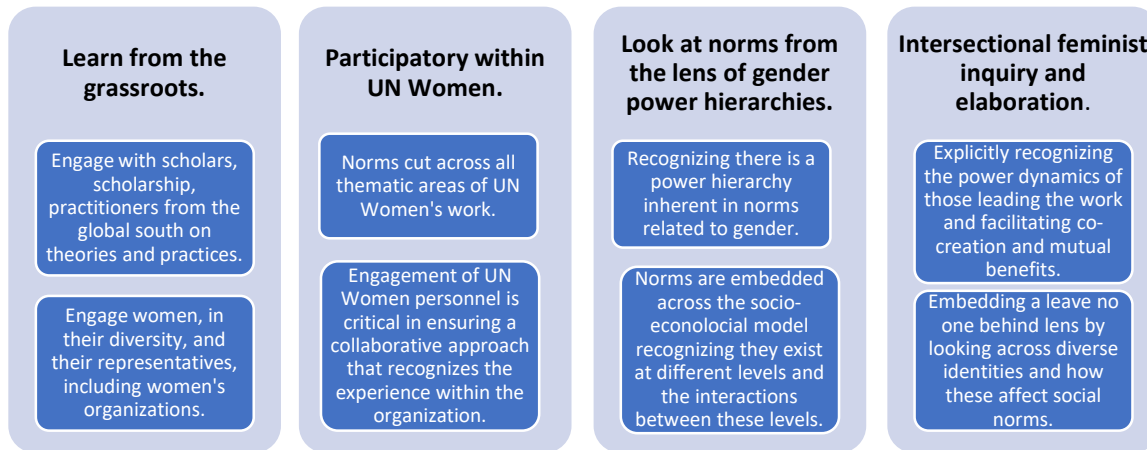 Learn from the
grassroots.
Engage with scholars,
scholarship,
practitioners from the
global south on
theories and practices.
Engage women, in
their diversity, and
their representatives,
including women's
organizations.
Participatory within
UN Women.
Norms cut across all
thematic areas of UN
Women's work.
Engagement of UN
Women personnel is
critical in ensuring a
collaborative approach
that recognizes the
experience within the
organization.
Look at norms from
the lens of gender
power hierarchies.
Recognizing there is a
power hierarchy
inherent in norms
related to gender.
Norms are embedded
across the socio-
econolocial model
recognizing they exist
at different levels and
the interactions
between these levels.
Intersectional feminist
inquiry and
elaboration.
Explicitly recognizing
the power dynamics of
those leading the work
and facilitating co-
creation and mutual
benefits.
Embedding a leave no
one behind lens by
looking across diverse
identities and how
these affect social
norms.